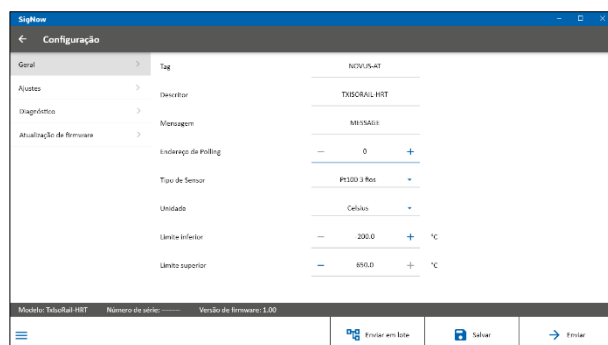 SigNow
Configuração
Geral
Ajustes
Diagnóstico
Atualização de firmware
Tag NOVUS-AT
Descritor TXISORAIL-HRT
Mensagem MESSAGE
Endereço de Polling — 0 +
Tipo de Sensor Pt100 3 fios
Unidade Celsius
Limite inferior — -200.0 + °C
Limite superior — 650.0 + °C
Modelo: TxIsoRail-HRT Número de série: -------- Versão de firmware: 1.00
Enviar em lote Salvar Enviar